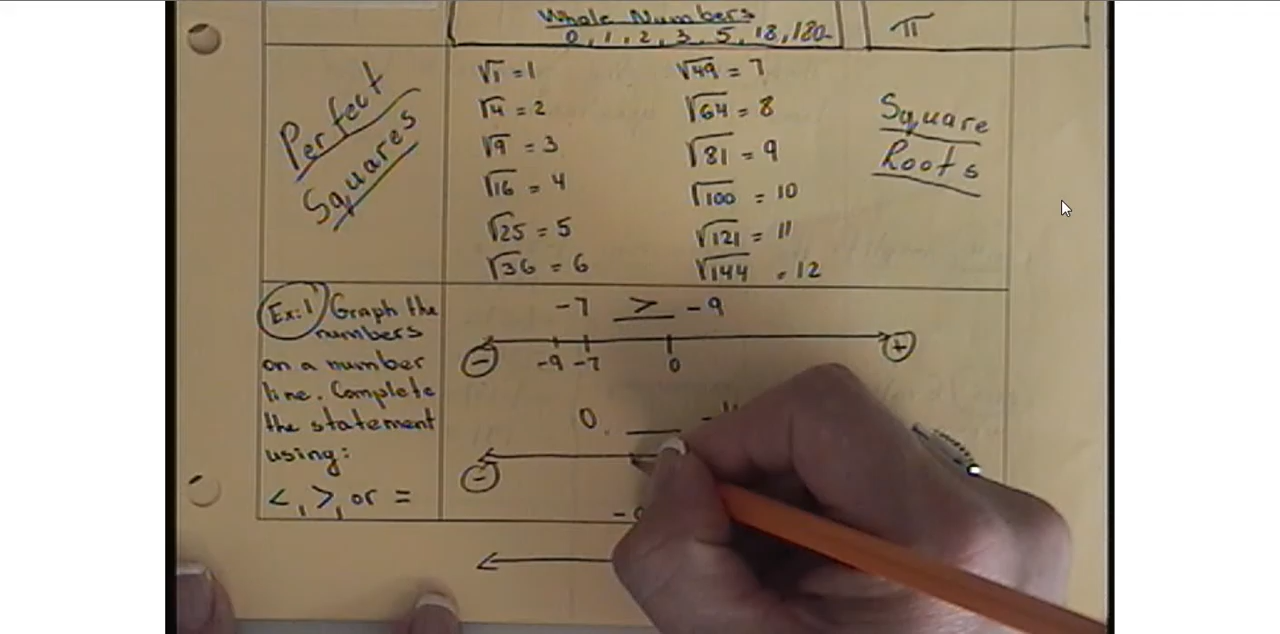 Whole Numbers
0, 1, 2, 3, 5, 18, 180
π
Perfect
Squares
√1 = 1
√4 = 2
√9 = 3
√16 = 4
√25 = 5
√36 = 6
√49 = 7
√64 = 8
√81 = 9
√100 = 10
√121 = 11
√144 = 12
Square
Roots
Ex: 1 Graph the
numbers
on a number
line. Complete
the statement
using:
<, >, or =
-7 > -9
- +
-9 -7 0
0
-